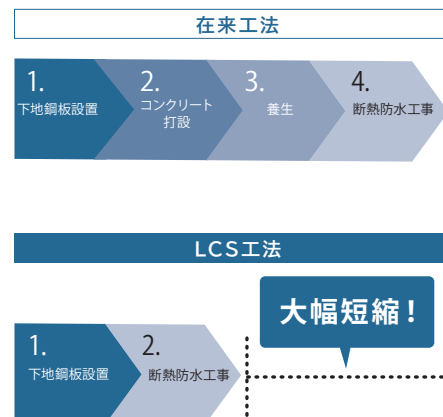 在来工法
1.
下地鋼板設置
2.
コンクリート
打設
3.
養生
4.
断熱防水工事
LCS工法
大幅短縮！
1.
下地鋼板設置
2.
断熱防水工事